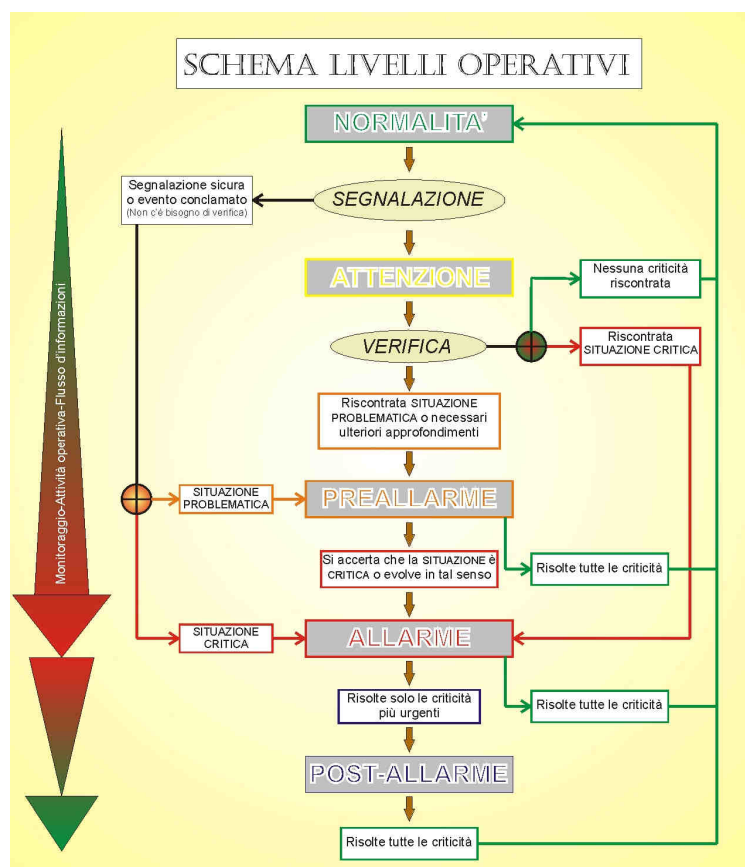 SCHEMA LIVELLI OPERATIVI
NORMALITA'
Segnalazione sicura
o evento conclamato
(Non c'é bisogno di verifica)
SEGNALAZIONE
ATTENZIONE
Nessuna criticità
riscontrata
VERIFICA
Riscontrata
SITUAZIONE CRITICA
Monitoraggio-Attività operativa-Flusso d'informazioni
Riscontrata SITUAZIONE
PROBLEMATICA o necessari
ulteriori approfondimenti
SITUAZIONE
PROBLEMATICA
PREALLARME
Si accerta che la SITUAZIONE è
CRITICA o evolve in tal senso
Risolte tutte le criticità
SITUAZIONE
CRITICA
ALLARME
Risolte solo le criticità
più urgenti
Risolte tutte le criticità
POST-ALLARME
Risolte tutte le criticità